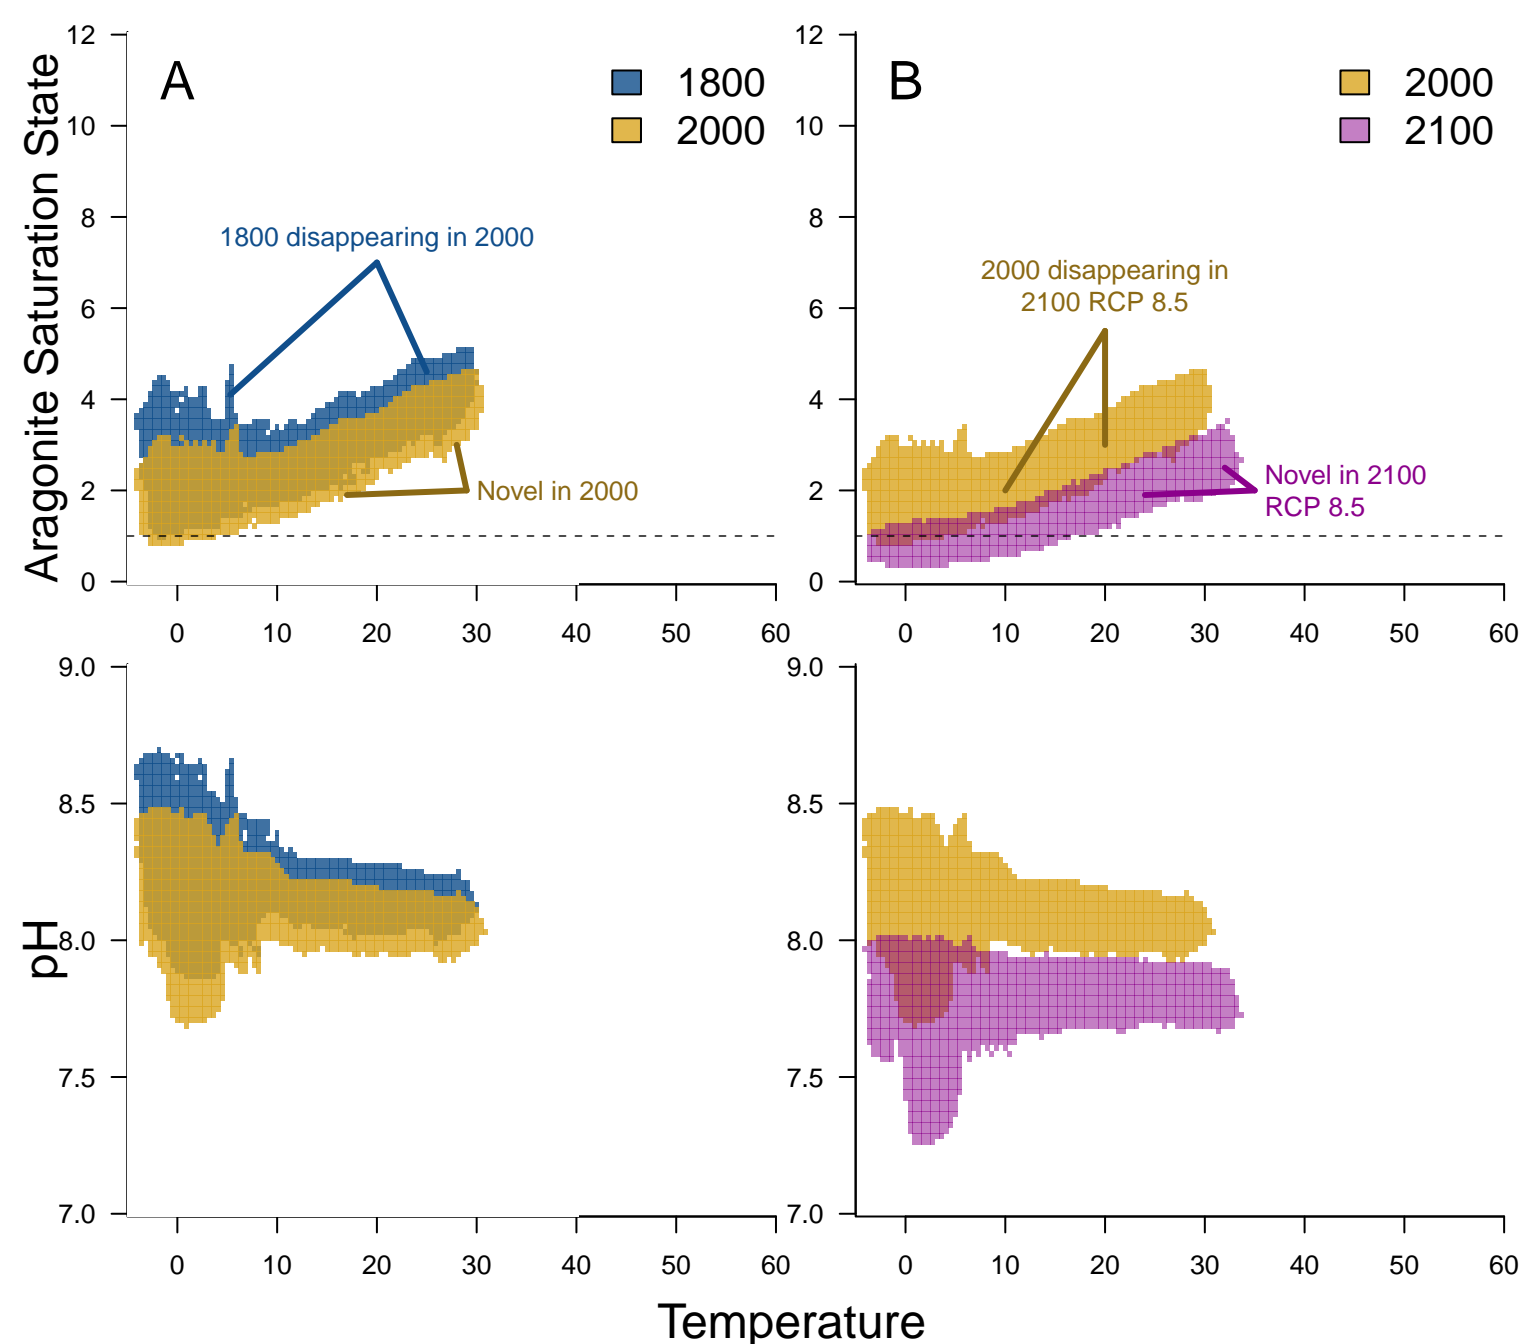 Aragonite Saturation State
12
10
8
6
4
2
0
A
1800
2000
1800 disappearing in 2000
Novel in 2000
0 10 20 30 40 50 60
12
10
8
6
4
2
0
B
2000
2100
2000 disappearing in
2100 RCP 8.5
Novel in 2100
RCP 8.5
0 10 20 30 40 50 60
pH
9.0
8.5
8.0
7.5
7.0
0 10 20 30 40 50 60
9.0
8.5
8.0
7.5
7.0
0 10 20 30 40 50 60
Temperature